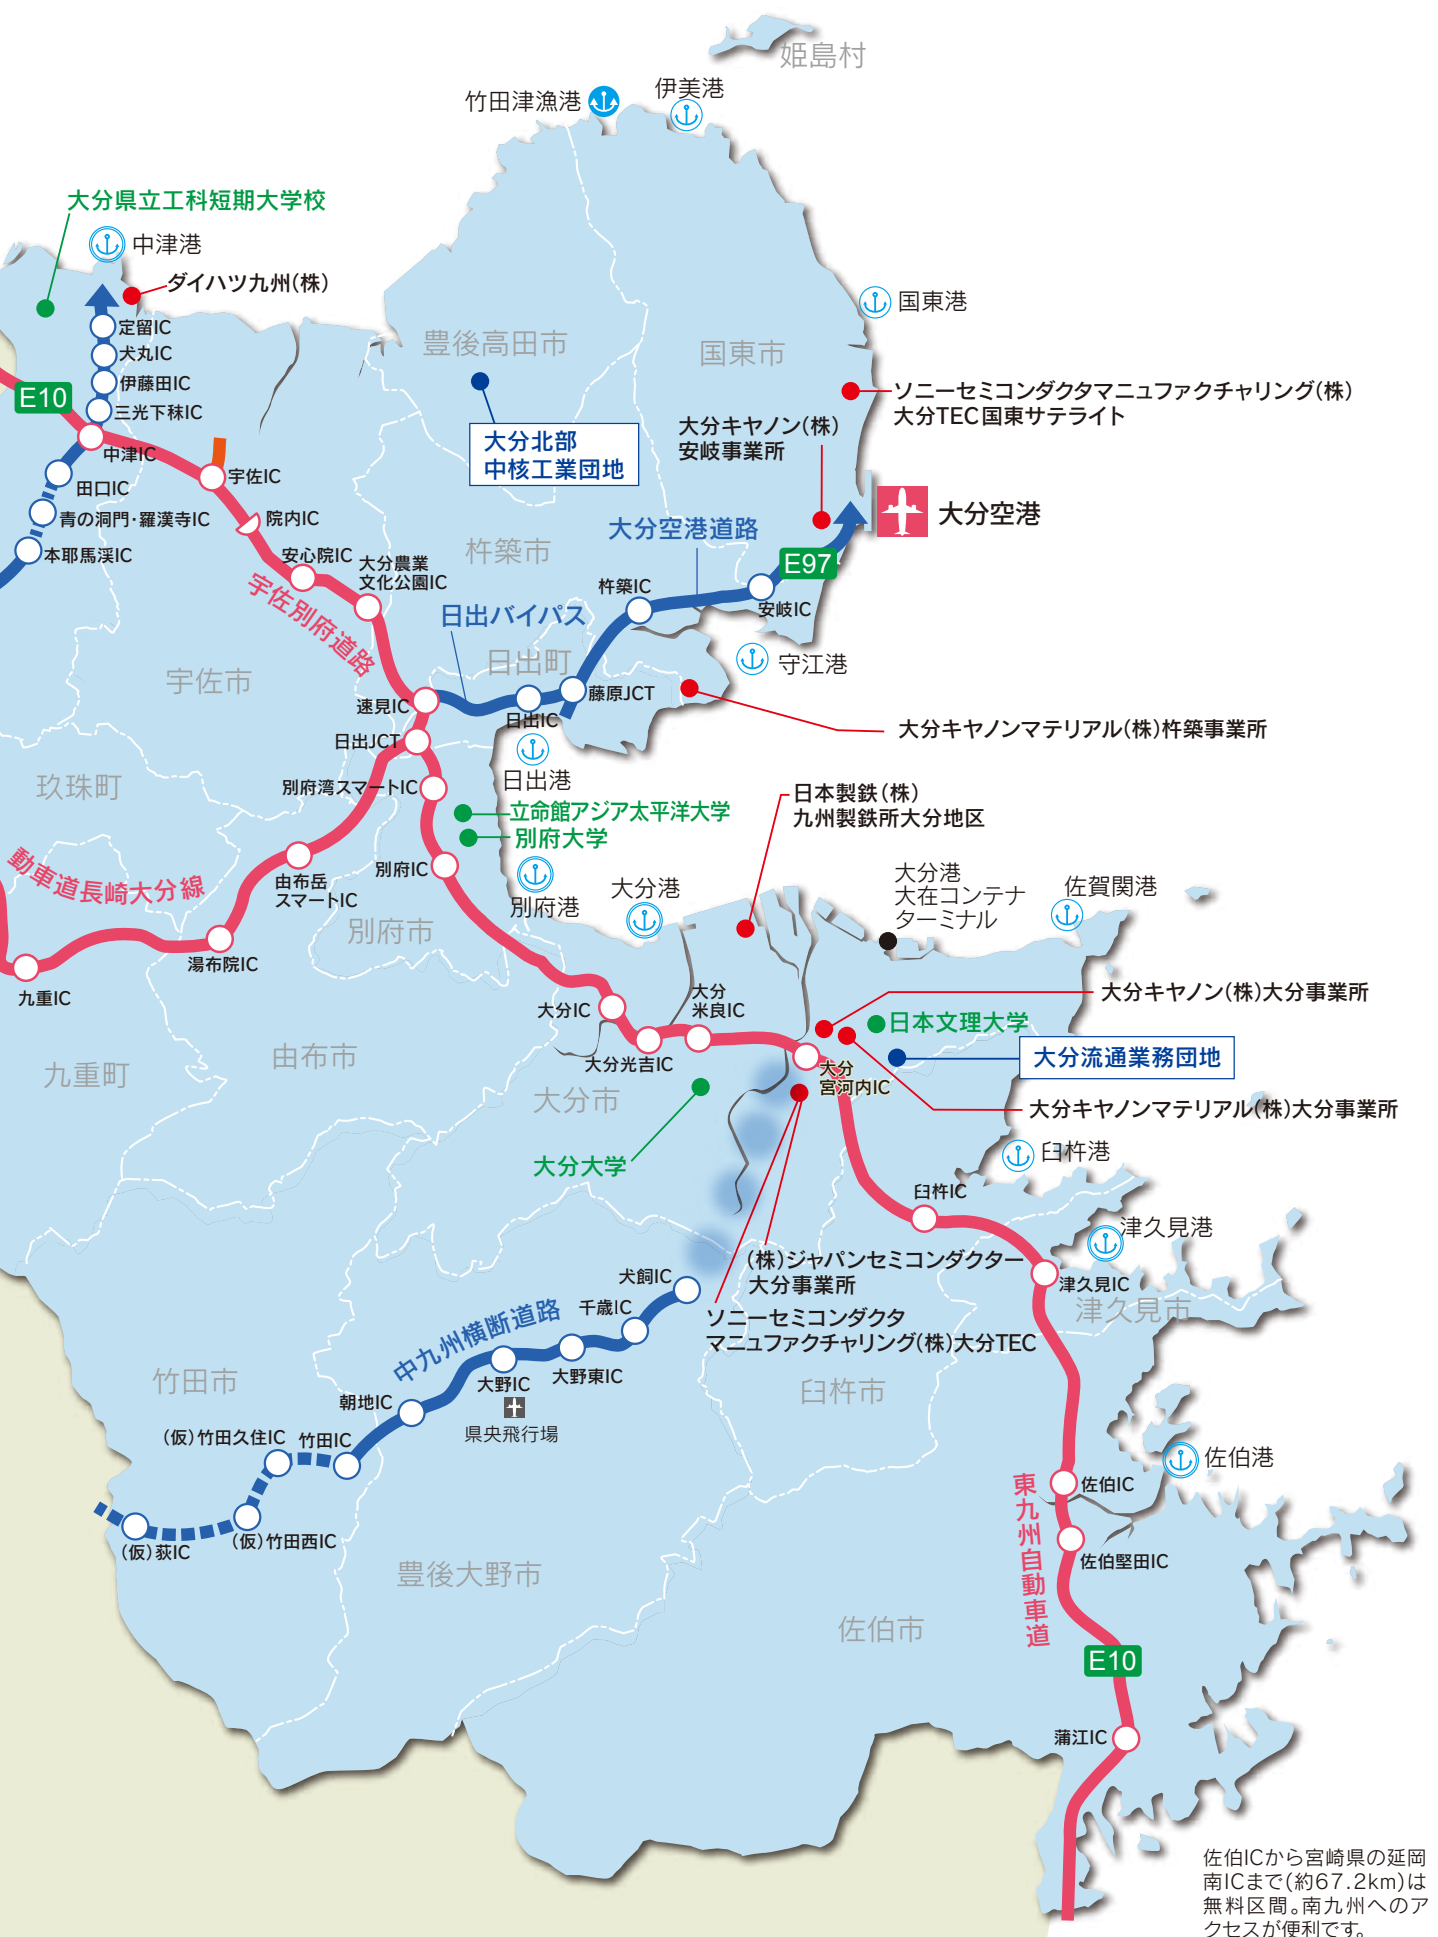 姫島村
竹田津漁港
伊美港
大分県立工科短期大学校
中津港
ダイハツ九州(株)
国東港
定留IC
犬丸IC
伊藤田IC
三光下秣IC
E10
中津IC
田口IC
青の洞門・羅漢寺IC
本耶馬渓IC
宇佐IC
院内IC
安心院IC
大分農業
文化公園IC
宇佐別府道路
豊後高田市
国東市
大分北部
中核工業団地
ソニーセミコンダクタマニュファクチャリング(株)
大分TEC国東サテライト
大分キヤノン(株)
安岐事業所
大分空港
大分空港道路
E97
杵築市
杵築IC
安岐IC
日出バイパス
日出町
守江港
宇佐市
速見IC
藤原JCT
日出IC
日出JCT
日出港
大分キヤノンマテリアル(株)杵築事業所
玖珠町
別府湾スマートIC
立命館アジア太平洋大学
別府大学
日本製鉄(株)
九州製鉄所大分地区
動車道長崎大分線
由布岳
スマートIC
別府IC
別府港
大分港
大分港
大在コンテナ
ターミナル
佐賀関港
別府市
湯布院IC
九重IC
大分IC
大分
米良IC
大分光吉IC
大分キヤノン(株)大分事業所
日本文理大学
大分流通業務団地
大分
宮河内IC
大分キヤノンマテリアル(株)大分事業所
九重町
由布市
大分市
大分大学
臼杵港
臼杵IC
津久見港
津久見IC
津久見市
(株)ジャパンセミコンダクター
大分事業所
ソニーセミコンダクタ
マニュファクチャリング(株)大分TEC
犬飼IC
千歳IC
中九州横断道路
大野IC
大野東IC
県央飛行場
朝地IC
竹田市
(仮)竹田久住IC
竹田IC
(仮)竹田西IC
(仮)荻IC
臼杵市
佐伯港
佐伯IC
佐伯堅田IC
東九州自動車道
豊後大野市
佐伯市
E10
蒲江IC
佐伯ICから宮崎県の延岡
南ICまで(約67.2km)は
無料区間。南九州へのア
クセスが便利です。